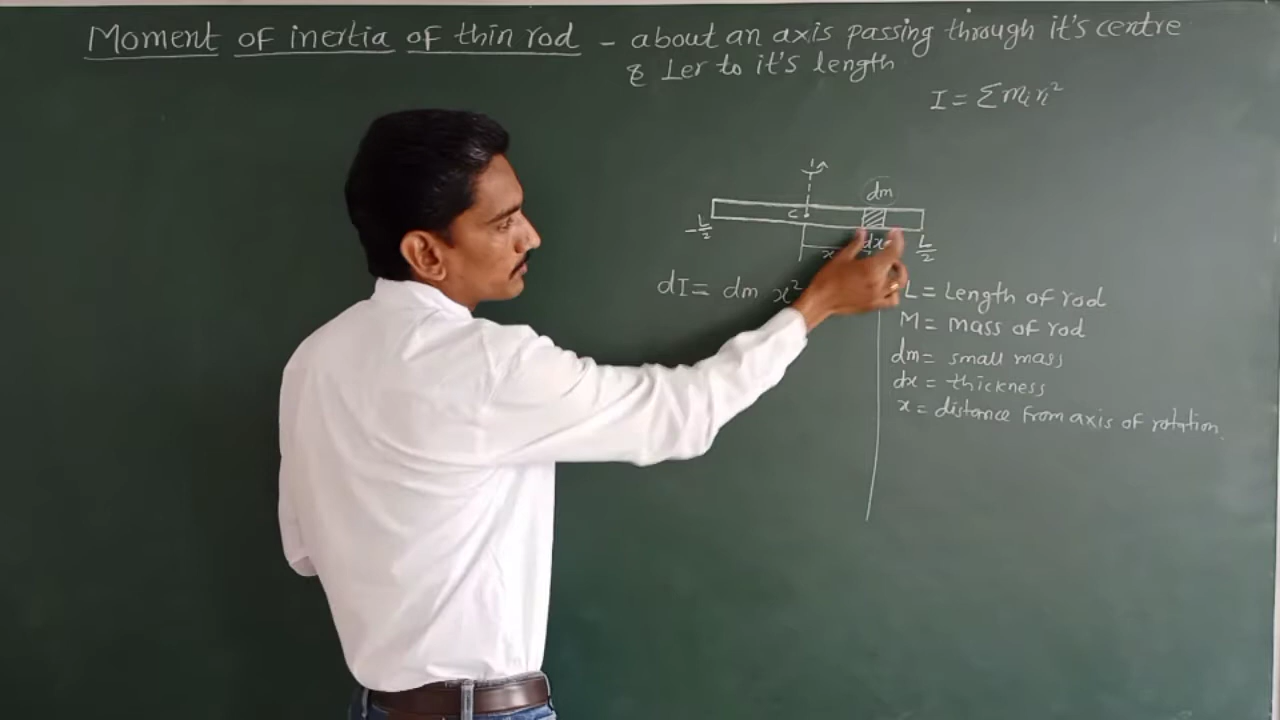 Moment of inertia of thin rod - about an axis passing through it's centre
& ⊥er to it's length
I = Σ mᵢ rᵢ²
dm
C
-L/2
x
dx
L/2
dI = dm x²
L = Length of rod
M = mass of rod
dm = small mass
dx = thickness
x = distance from axis of rotation.